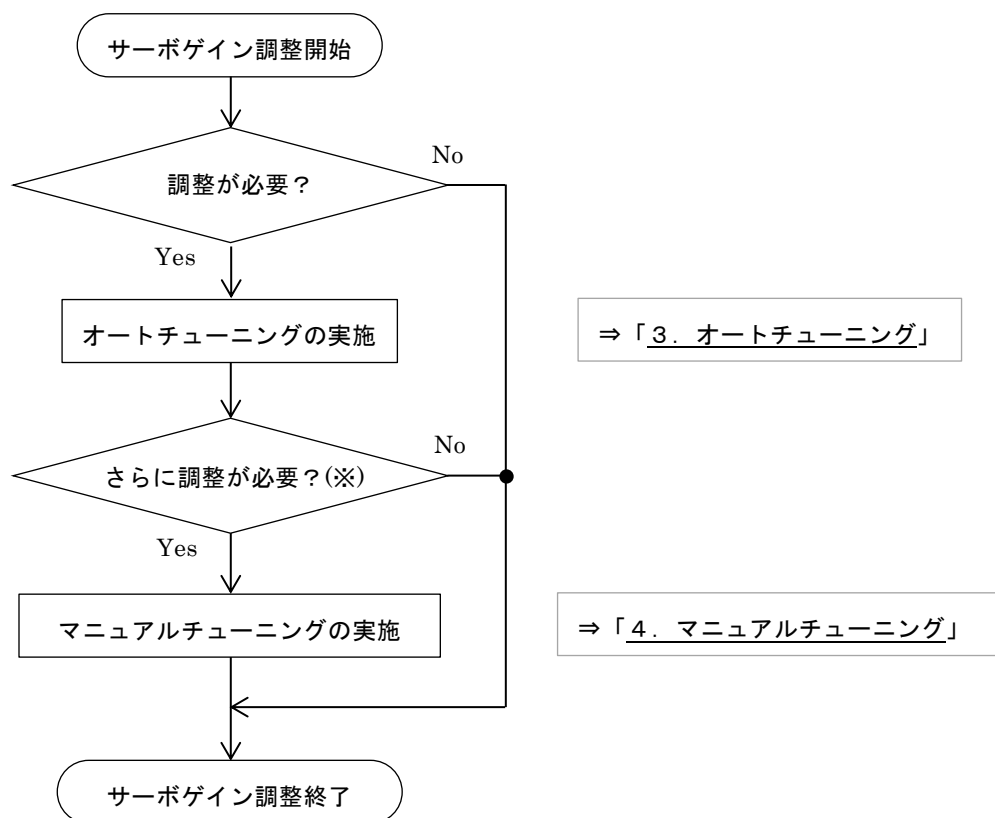 サーボゲイン調整開始
No
調整が必要？
Yes
オートチューニングの実施
⇒「３．オートチューニング」
No
さらに調整が必要？(※)
Yes
マニュアルチューニングの実施
⇒「４．マニュアルチューニング」
サーボゲイン調整終了